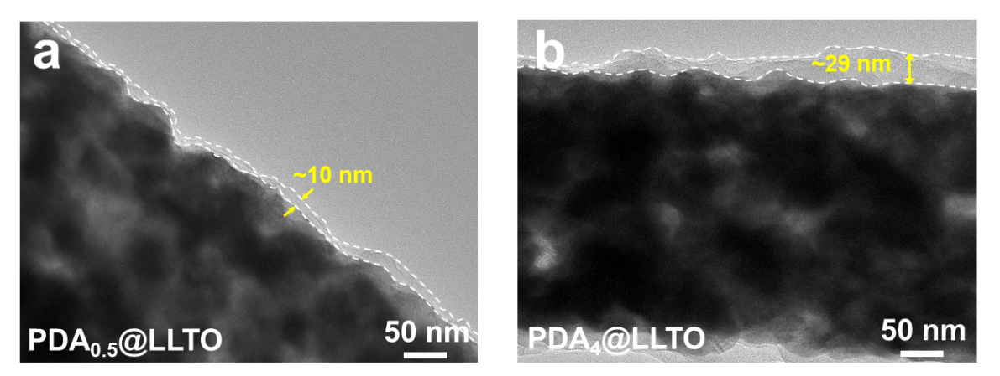 a
~10 nm
PDA0.5@LLTO
50 nm
b
~29 nm
PDA4@LLTO
50 nm